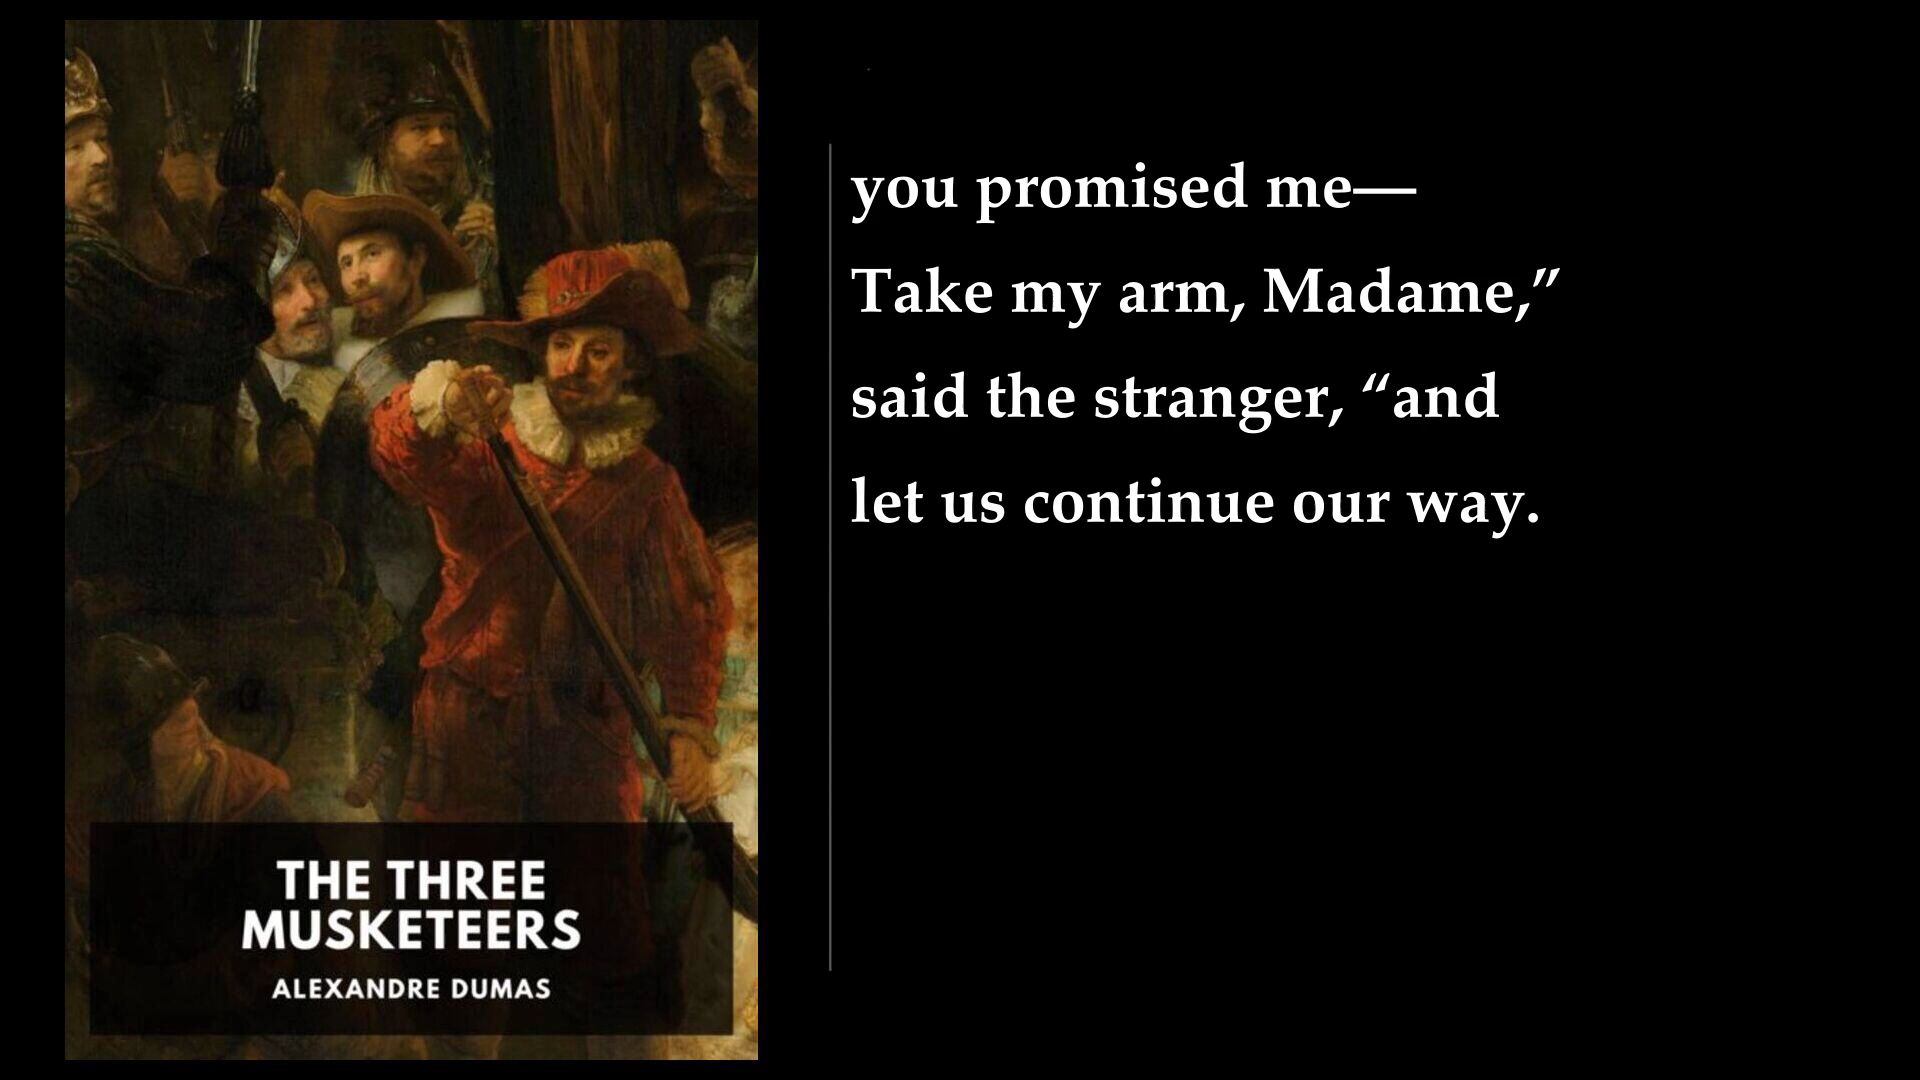 you promised me—
Take my arm, Madame,”
said the stranger, “and
let us continue our way.
THE THREE
MUSKETEERS
ALEXANDRE DUMAS